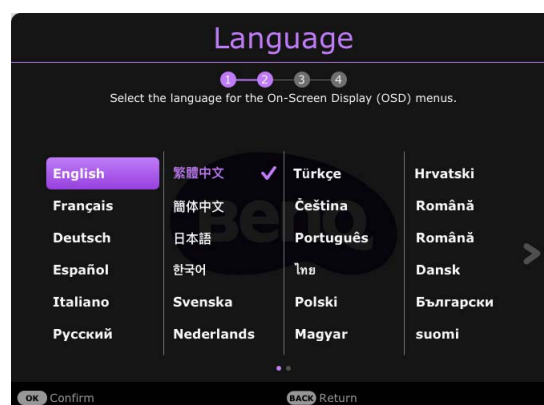 Language
1 2 3 4
Select the language for the On-Screen Display (OSD) menus.
English 繁體中文 Türkçe Hrvatski
Français 簡体中文 Čeština Română
Deutsch 日本語 Português Română
Español 한국어 ไทย Dansk
Italiano Svenska Polski Български
Русский Nederlands Magyar suomi
BenQ
OK Confirm BACK Return